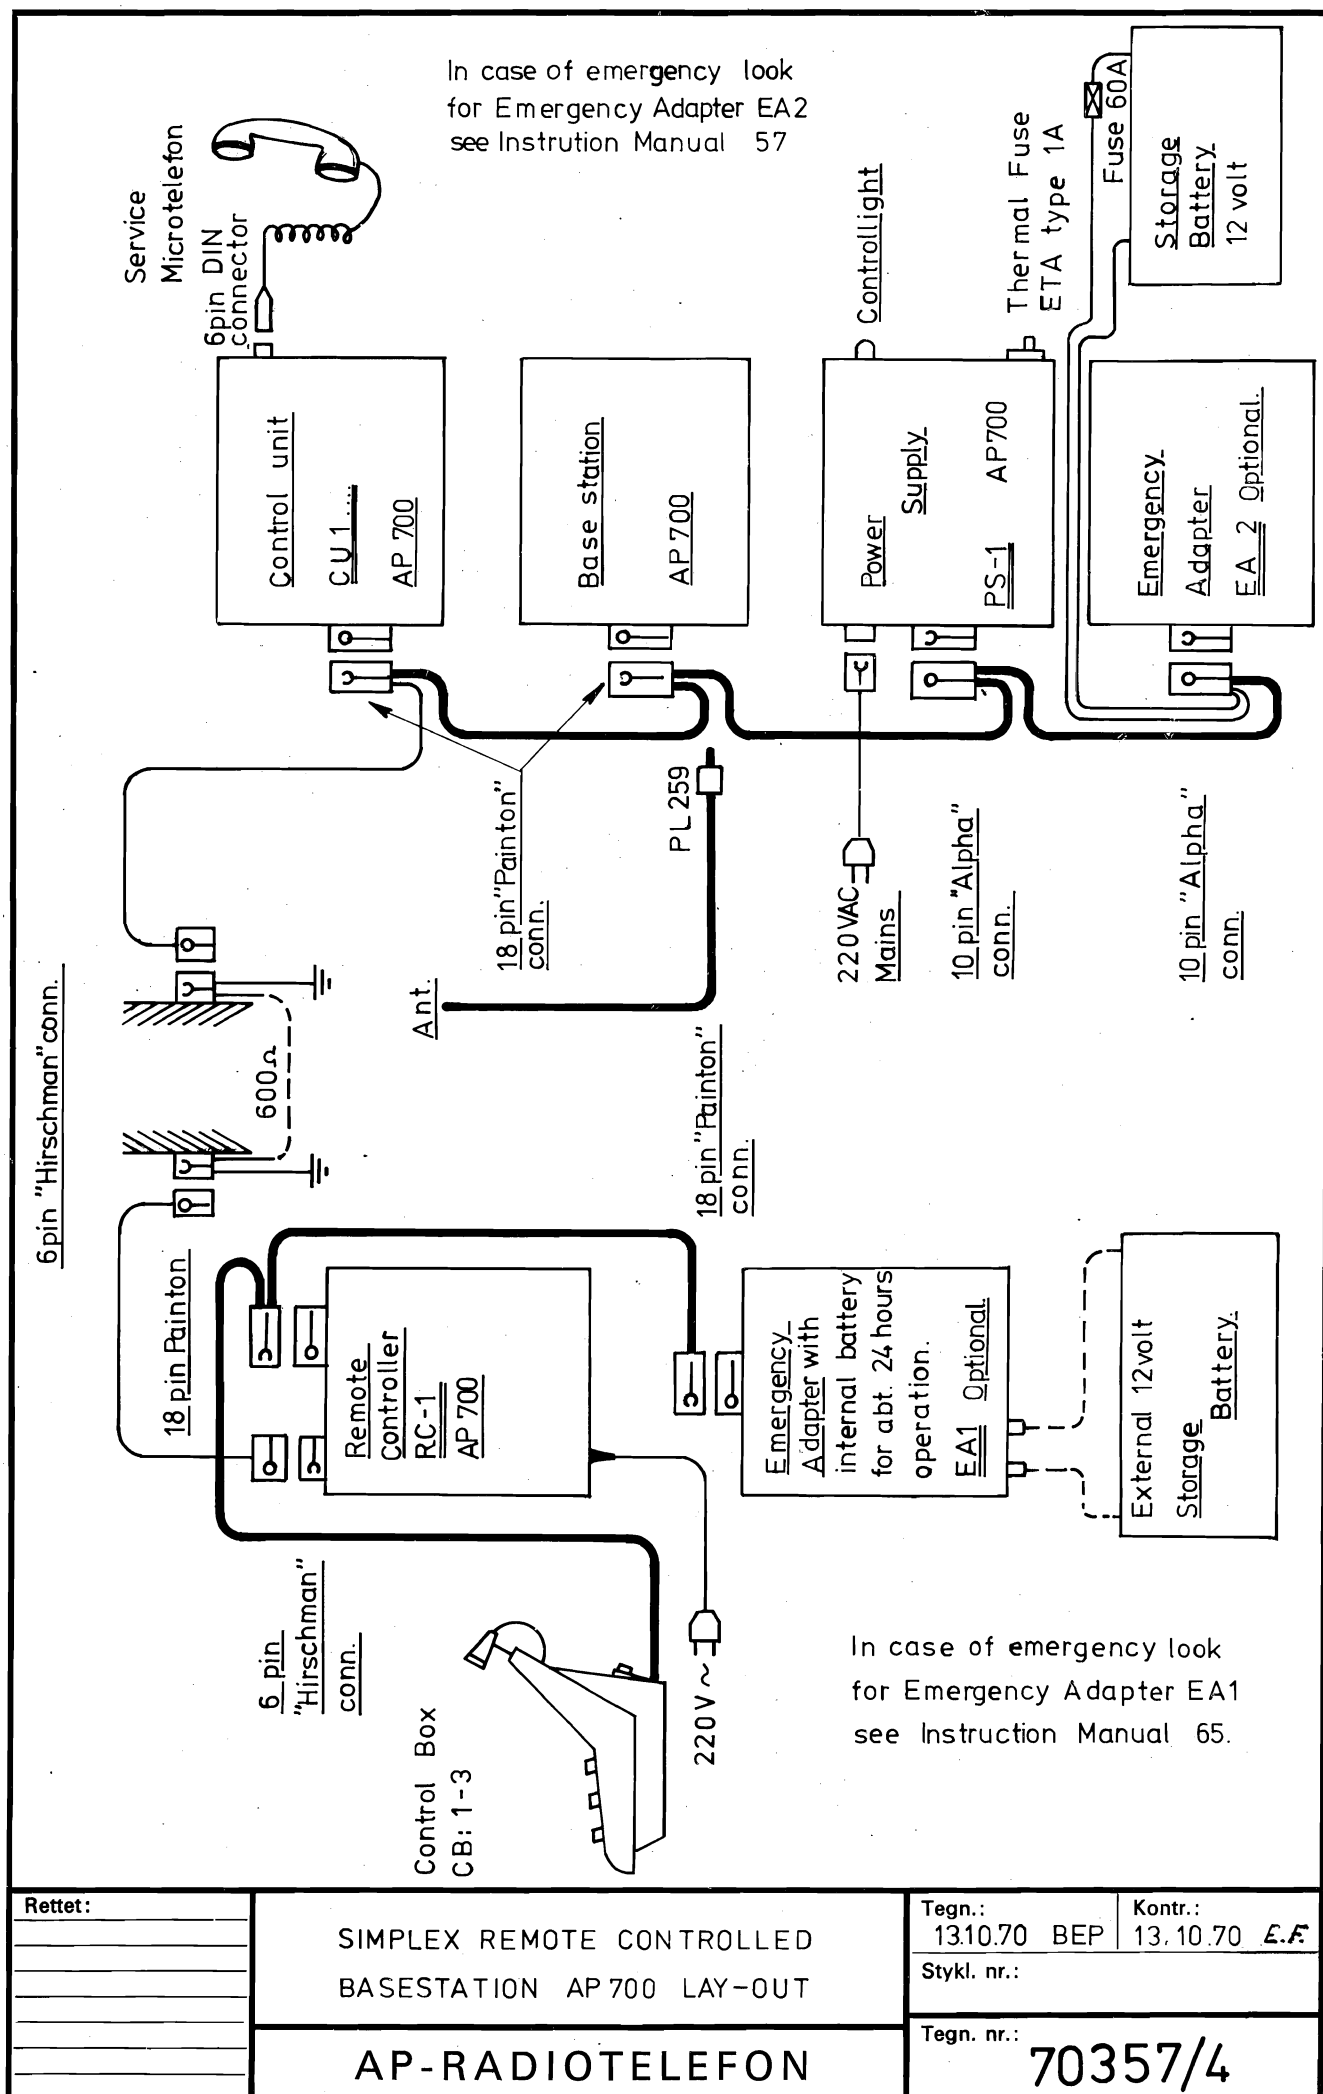 In case of emergency look
for Emergency Adapter EA2
see Instrution Manual 57
Service
Microtelefon
6pin DIN
connector
Controllight
Thermal Fuse
ETA type 1A
Fuse 60A
Storage
Battery
12 volt
Control unit
CU1....
AP 700
Base station
AP 700
Power
Supply
PS-1 AP700
Emergency
Adapter
EA 2 Optional.
18 pin "Painton"
conn.
PL 259
220VAC
Mains
10 pin "Alpha"
conn.
10 pin "Alpha"
conn.
6pin "Hirschman" conn.
600Ω
Ant.
18 pin "Painton"
conn.
18 pin Painton
Remote
Controller
RC-1
AP 700
Emergency
Adapter with
internal battery
for abt. 24 hours
operation.
EA1 Optional.
External 12volt
Storage
Battery.
6 pin
"Hirschman"
conn.
220V ~
Control Box
CB: 1-3
In case of emergency look
for Emergency Adapter EA1
see Instruction Manual 65.
Rettet:
SIMPLEX REMOTE CONTROLLED
BASESTATION AP 700 LAY-OUT
AP-RADIOTELEFON
Tegn.:
13.10.70 BEP
Kontr.:
13.10.70 E.F.
Stykl. nr.:
Tegn. nr.:
70357/4